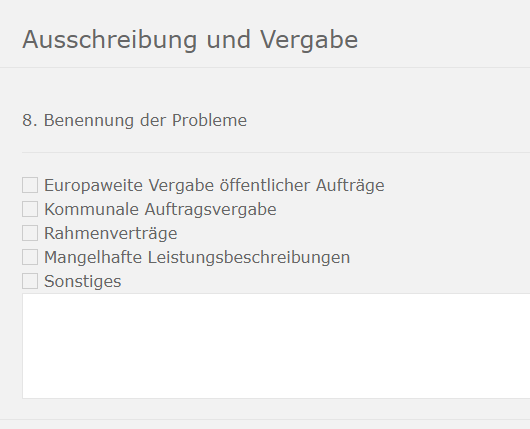 Ausschreibung und Vergabe
8. Benennung der Probleme
Europaweite Vergabe öffentlicher Aufträge
Kommunale Auftragsvergabe
Rahmenverträge
Mangelhafte Leistungsbeschreibungen
Sonstiges